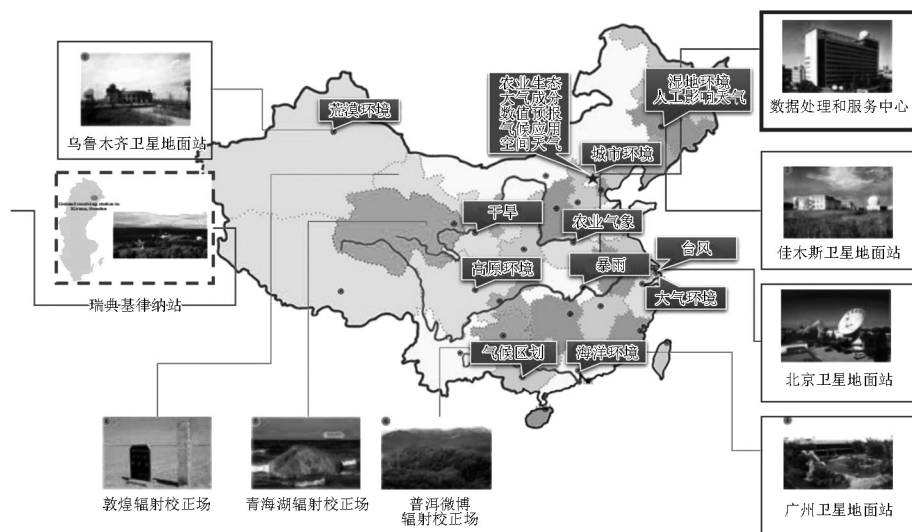 乌鲁木齐卫星地面站
瑞典基律纳站
荒漠环境
农业生态
大气成分
数值预报
气候应用
空间天气
湿地环境
人工影响天气
城市环境
干旱
农业气象
高原环境
暴雨
台风
大气环境
气候区划
海洋环境
数据处理和服务中心
佳木斯卫星地面站
北京卫星地面站
广州卫星地面站
敦煌辐射校正场
青海湖辐射校正场
普洱微博
辐射校正场